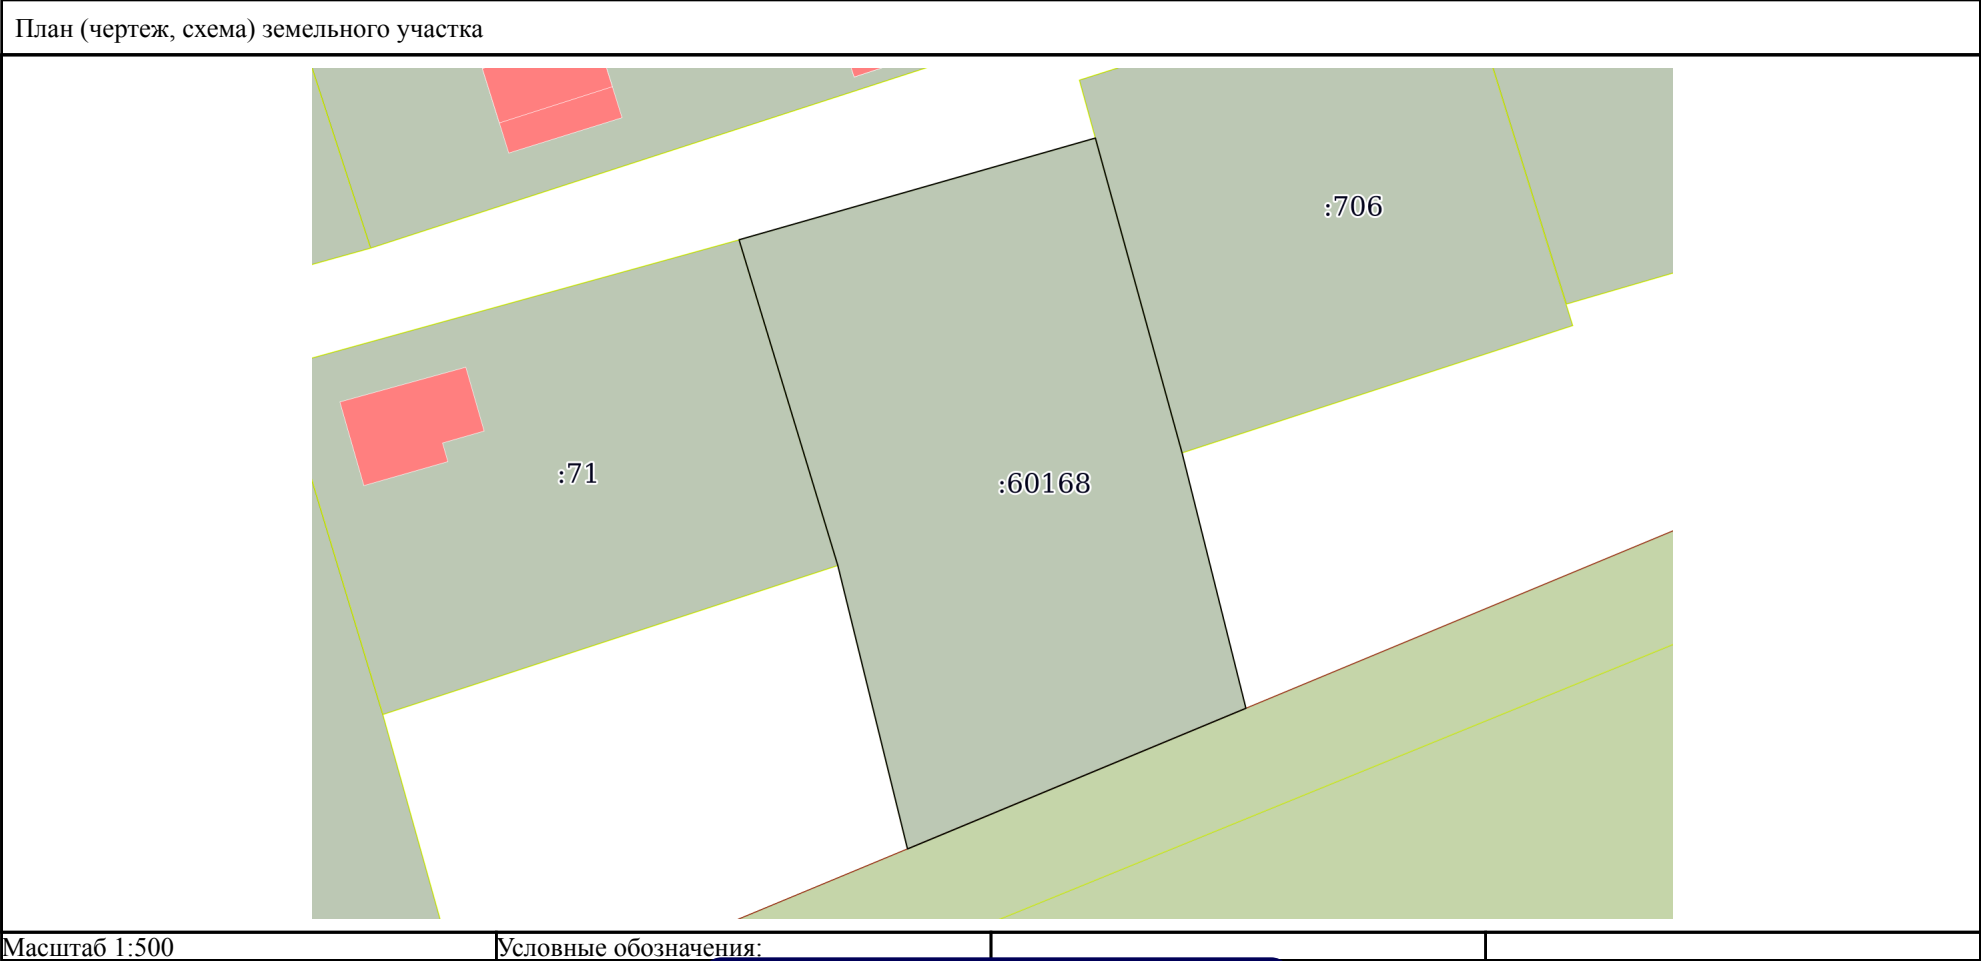 План (чертеж, схема) земельного участка
:706
:71
:60168
Масштаб 1:500
Условные обозначения: